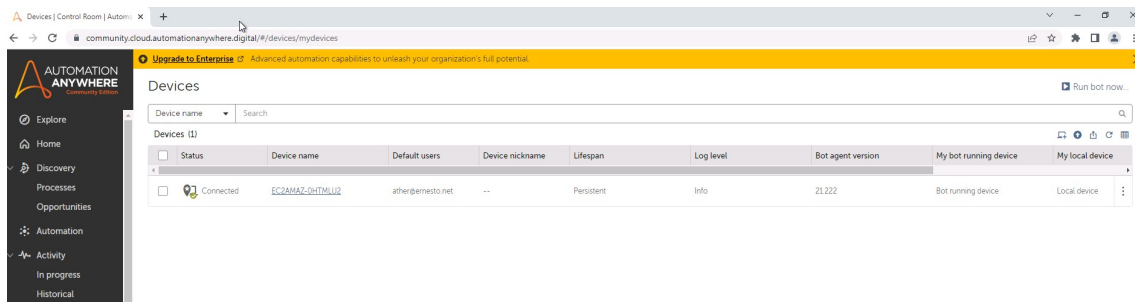 Devices | Control Room | Automa
community.cloud.automationanywhere.digital/#/devices/mydevices
AUTOMATION
ANYWHERE
Community Edition
Upgrade to Enterprise Advanced automation capabilities to unleash your organization's full potential.
Devices
Run bot now...
Device name Search
Devices (1)
Status Device name Default users Device nickname Lifespan Log level Bot agent version My bot running device My local device
Connected EC2AMAZ-0HTMLU2 ather@ernesto.net -- Persistent Info 21.222 Bot running device Local device
Explore
Home
Discovery
Processes
Opportunities
Automation
Activity
In progress
Historical